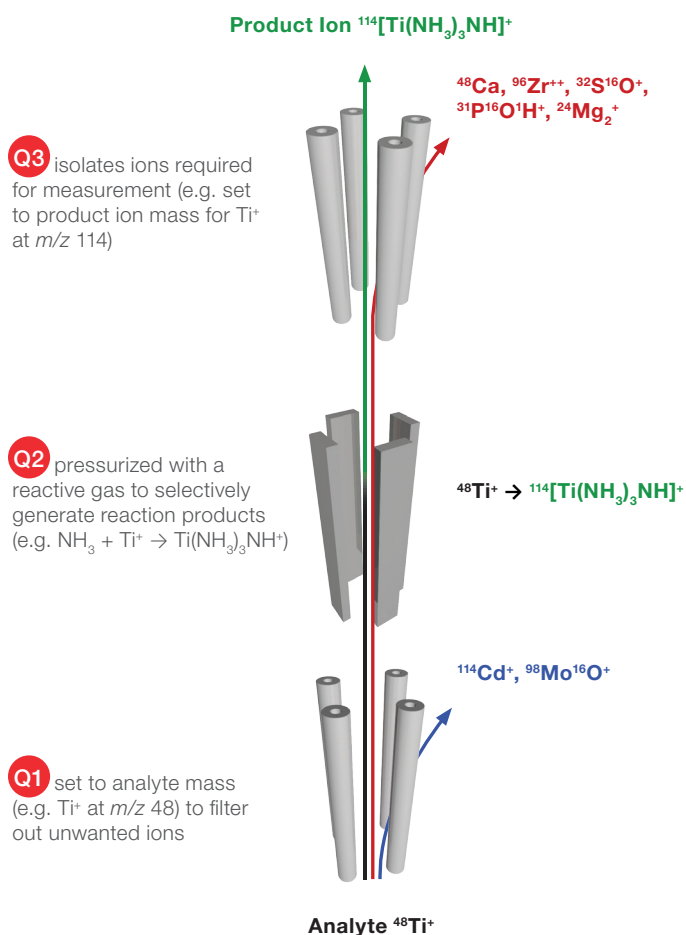 Product Ion ¹¹⁴[Ti(NH₃)₃NH]⁺
⁴⁸Ca, ⁹⁶Zr⁺⁺, ³²S¹⁶O⁺,
³¹P¹⁶O¹H⁺, ²⁴Mg₂⁺
Q3 isolates ions required
for measurement (e.g. set
to product ion mass for Ti⁺
at m/z 114)
Q2 pressurized with a
reactive gas to selectively
generate reaction products
(e.g. NH₃ + Ti⁺ → Ti(NH₃)₃NH⁺)
⁴⁸Ti⁺ → ¹¹⁴[Ti(NH₃)₃NH]⁺
¹¹⁴Cd⁺, ⁹⁸Mo¹⁶O⁺
Q1 set to analyte mass
(e.g. Ti⁺ at m/z 48) to filter
out unwanted ions
Analyte ⁴⁸Ti⁺